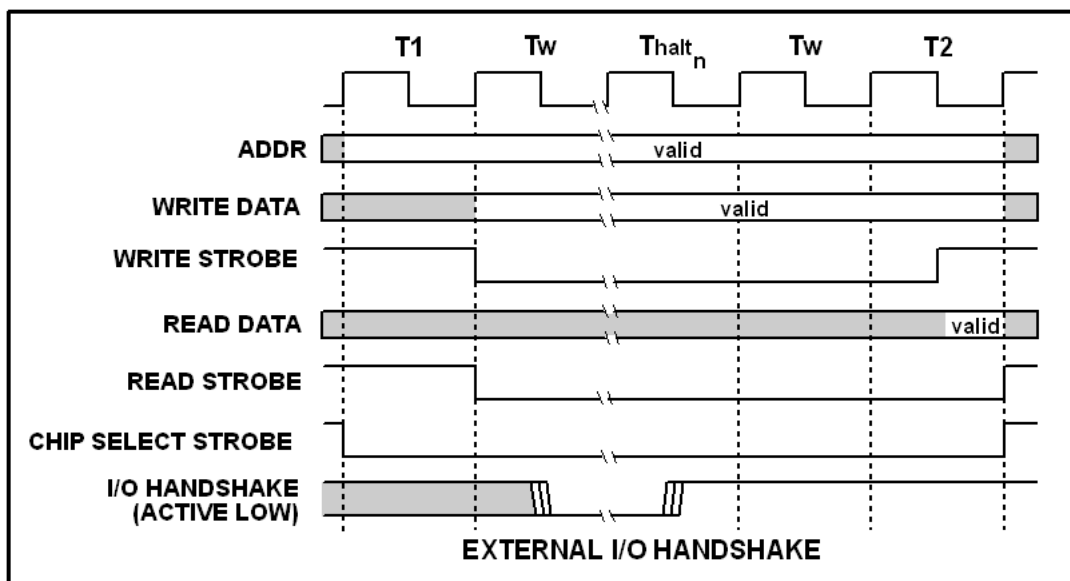 T1 Tw Thalt n Tw T2
ADDR valid
WRITE DATA valid
WRITE STROBE
READ DATA valid
READ STROBE
CHIP SELECT STROBE
I/O HANDSHAKE
(ACTIVE LOW)
EXTERNAL I/O HANDSHAKE